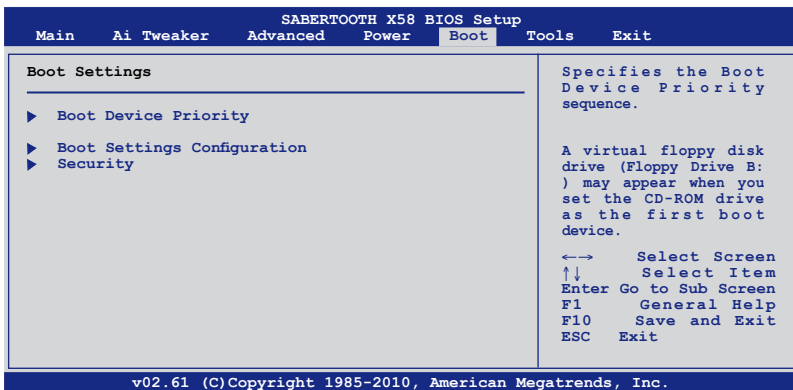 SABERTOOTH X58 BIOS Setup
Main Ai Tweaker Advanced Power Boot Tools Exit
Boot Settings
Boot Device Priority
Boot Settings Configuration
Security
Specifies the Boot
Device Priority
sequence.
A virtual floppy disk
drive (Floppy Drive B:
) may appear when you
set the CD-ROM drive
as the first boot
device.
←→ Select Screen
↑↓ Select Item
Enter Go to Sub Screen
F1 General Help
F10 Save and Exit
ESC Exit
v02.61 (C)Copyright 1985-2010, American Megatrends, Inc.